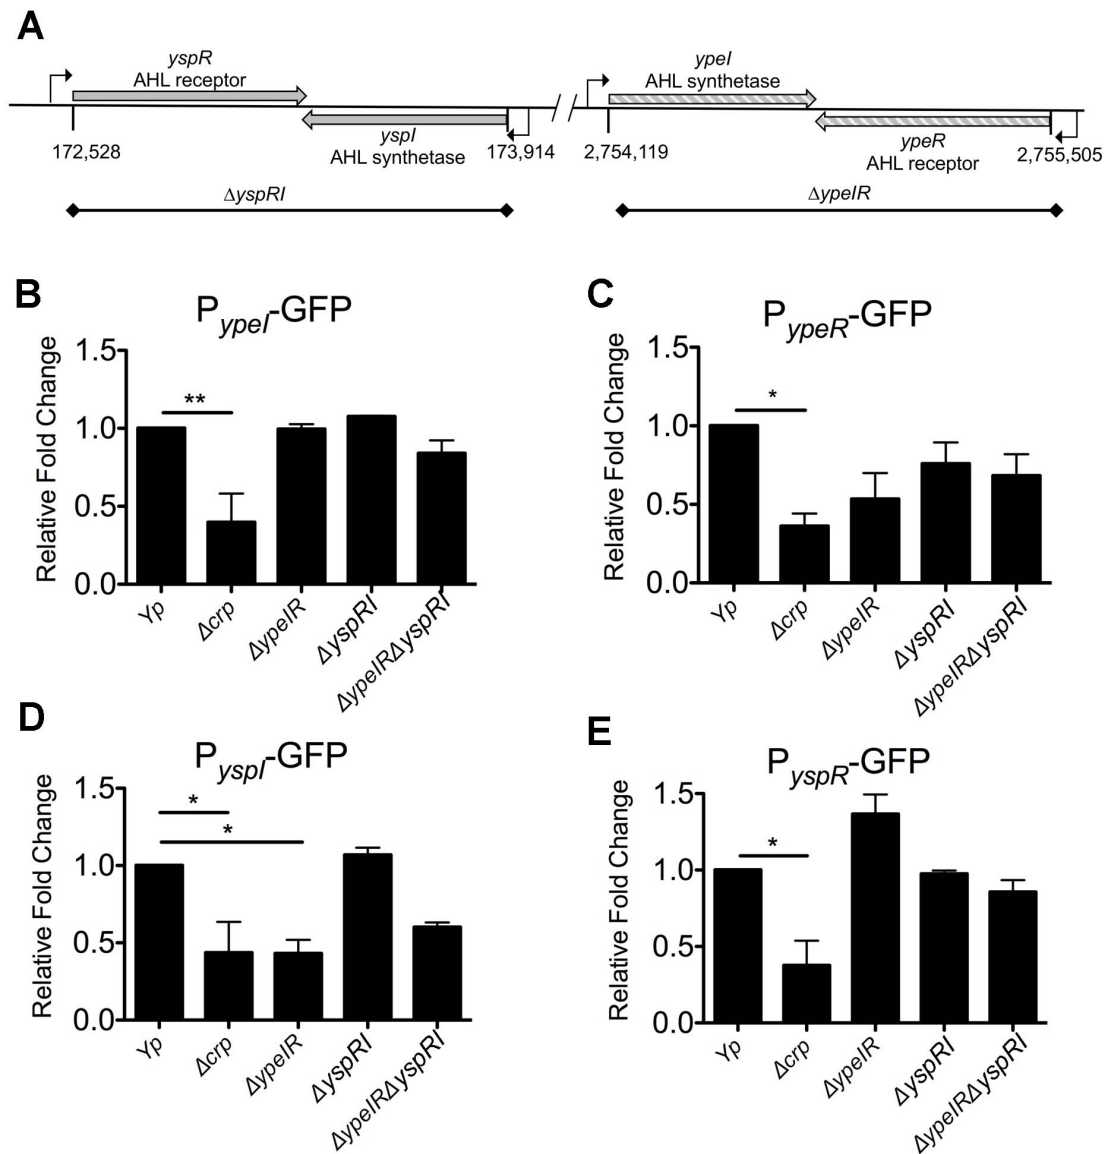 A
yspR
AHL receptor
yspI
AHL synthetase
172,528
173,914
ΔyspRI
ypeI
AHL synthetase
ypeR
AHL receptor
2,754,119
2,755,505
ΔypeIR
B
PypeI-GFP
Relative Fold Change
1.5
1.0
0.5
0.0
**
Yp
Δcrp
ΔypeIR
ΔyspRI
ΔypeIRΔyspRI
C
PypeR-GFP
Relative Fold Change
1.5
1.0
0.5
0.0
*
Yp
Δcrp
ΔypeIR
ΔyspRI
ΔypeIRΔyspRI
D
PyspI-GFP
Relative Fold Change
1.5
1.0
0.5
0.0
*
*
Yp
Δcrp
ΔypeIR
ΔyspRI
ΔypeIRΔyspRI
E
PyspR-GFP
Relative Fold Change
1.5
1.0
0.5
0.0
*
Yp
Δcrp
ΔypeIR
ΔyspRI
ΔypeIRΔyspRI